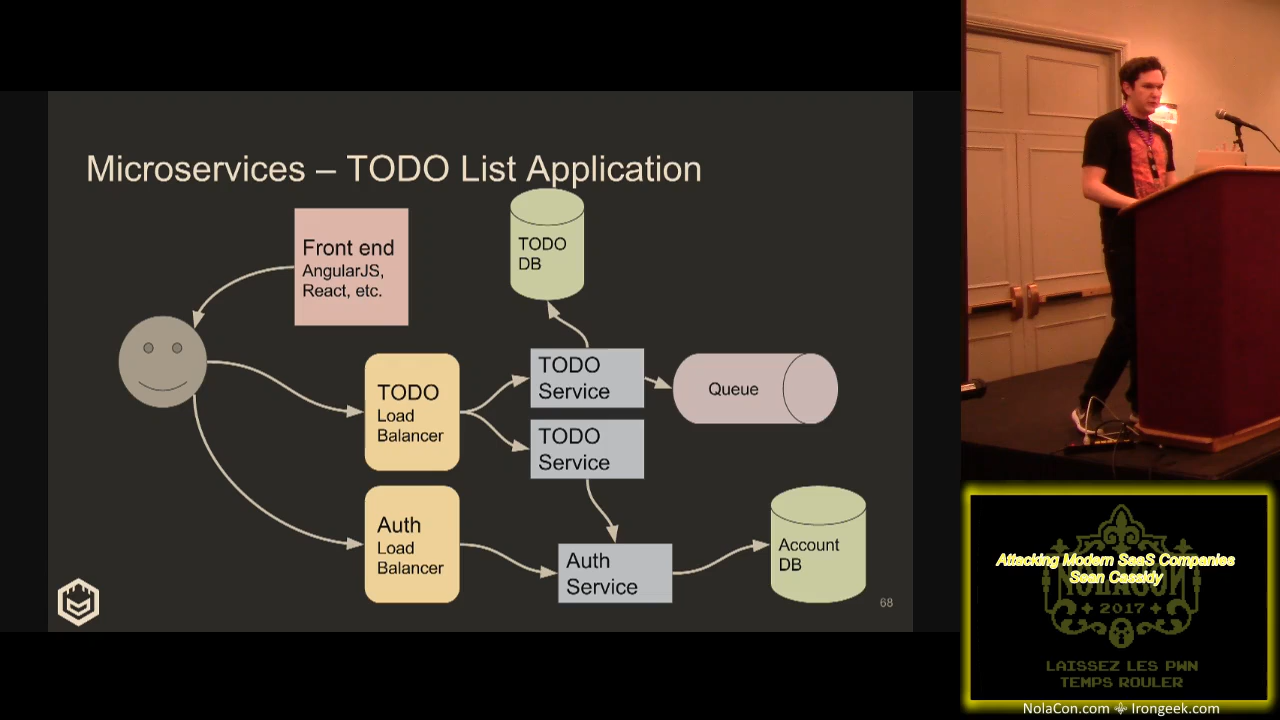 Microservices – TODO List Application
Front end
AngularJS,
React, etc.
TODO
DB
TODO
Load
Balancer
TODO
Service
Queue
TODO
Service
Auth
Load
Balancer
Auth
Service
Account
DB
68
Attacking Modern SaaS Companies
Sean Cassidy
NOLACON
2017
LAISSEZ LES PWN
TEMPS ROULER
NolaCon.com Irongeek.com